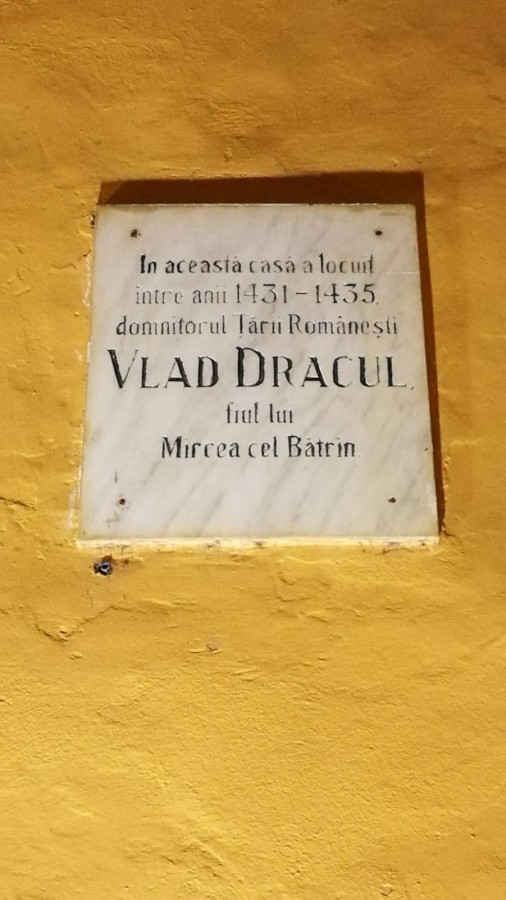 In această casă a locuit
între anii 1431-1435,
domnitorul Țării Românești
VLAD DRACUL,
fiul lui
Mircea cel Bătrîn